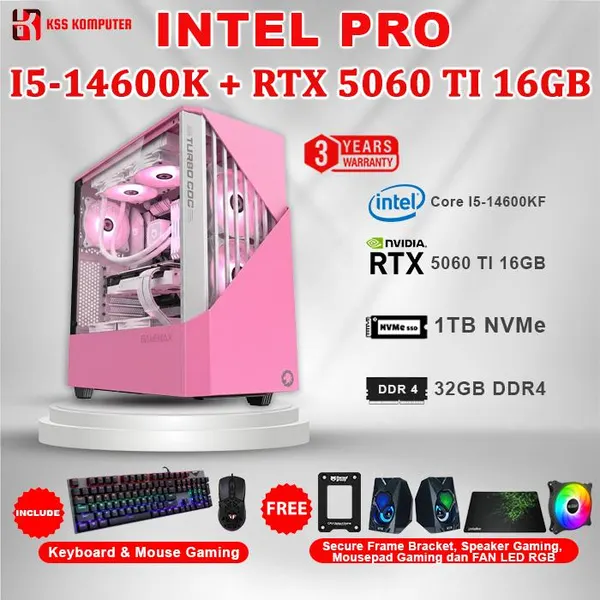 KSS KOMPUTER
INTEL PRO
I5-14600K + RTX 5060 TI 16GB
TURBO COC
3 YEARS
WARRANTY
intel Core I5-14600KF
NVIDIA.
RTX 5060 TI 16GB
NVMe SSD 1TB NVMe
DDR 4 32GB DDR4
INCLUDE
Keyboard & Mouse Gaming
FREE
Secure Frame Bracket, Speaker Gaming,
Mousepad Gaming dan FAN LED RGB